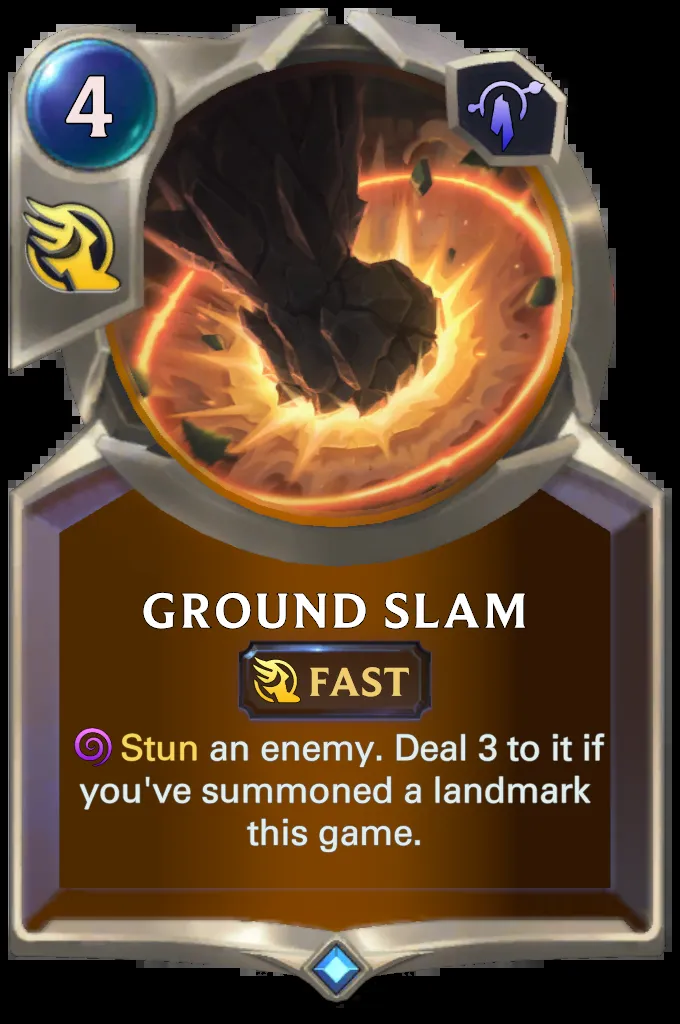 4
GROUND SLAM
FAST
Stun an enemy. Deal 3 to it if
you've summoned a landmark
this game.